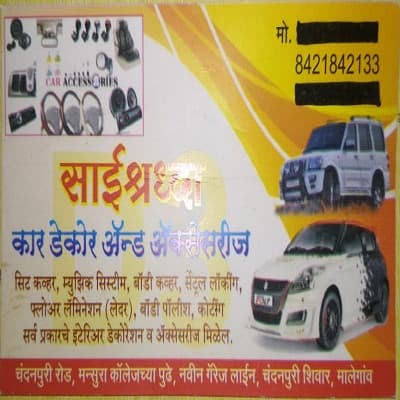 मो.
8421842133
CAR ACCESSORIES
साईश्रध्दा
कार डेकोर ॲन्ड ॲक्सेसरीज
सिट कव्हर, म्युझिक सिस्टीम, बॉडी कव्हर, सेंट्रल लॉकींग,
फ्लोअर लॅमिनेशन (लेदर), बॉडी पॉलीश, कोटींग
सर्व प्रकारचे इंटेरिअर डेकोरेशन व ॲक्सेसरीज मिळेल.
चंदनपुरी रोड, मन्सुरा कॉलेजच्या पुढे, नवीन गॅरेज लाईन, चंदनपुरी शिवार, मालेगांव